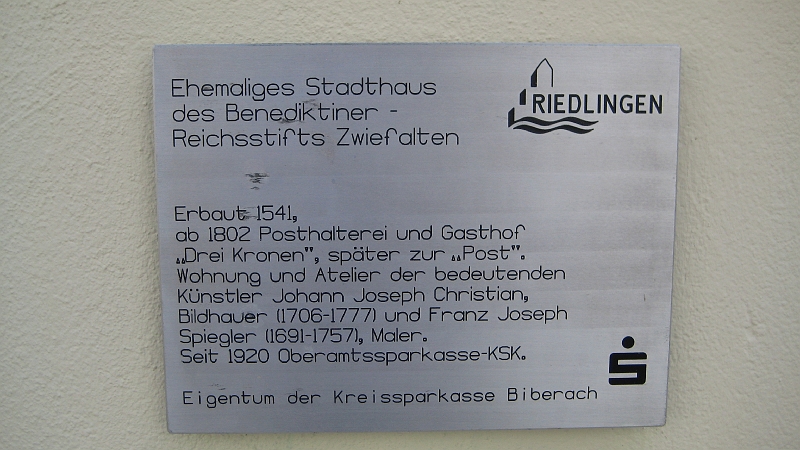 Ehemaliges Stadthaus
des Benediktiner -
Reichsstifts Zwiefalten
RIEDLINGEN
Erbaut 1541,
ab 1802 Posthalterei und Gasthof
„Drei Kronen", später zur „Post".
Wohnung und Atelier der bedeutenden
Künstler Johann Joseph Christian,
Bildhauer (1706-1777) und Franz Joseph
Spiegler (1691-1757), Maler.
Seit 1920 Oberamtssparkasse-KSK.
Eigentum der Kreissparkasse Biberach